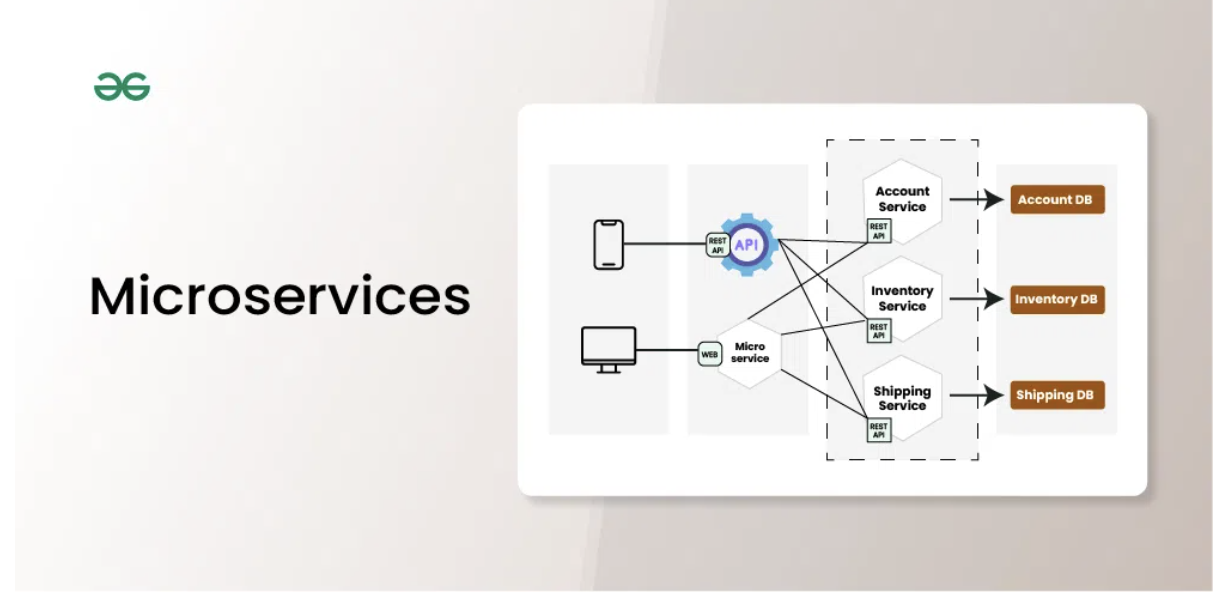 Microservices
REST
API
API
WEB
Micro
service
Account
Service
REST
API
Inventory
Service
REST
API
Shipping
Service
REST
API
Account DB
Inventory DB
Shipping DB